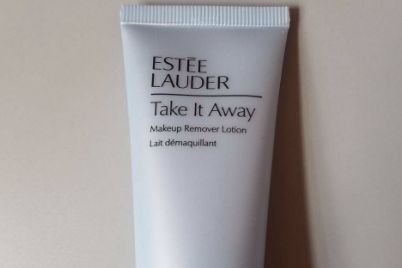 ESTĒE
LAUDER
Take It Away
Makeup Remover Lotion
Lait démaquillant